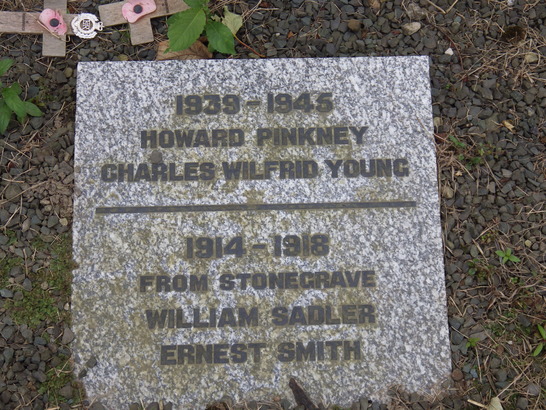 1939 - 1945
HOWARD PINKNEY
CHARLES WILFRID YOUNG
1914 - 1918
FROM STONEGRAVE
WILLIAM SADLER
ERNEST SMITH